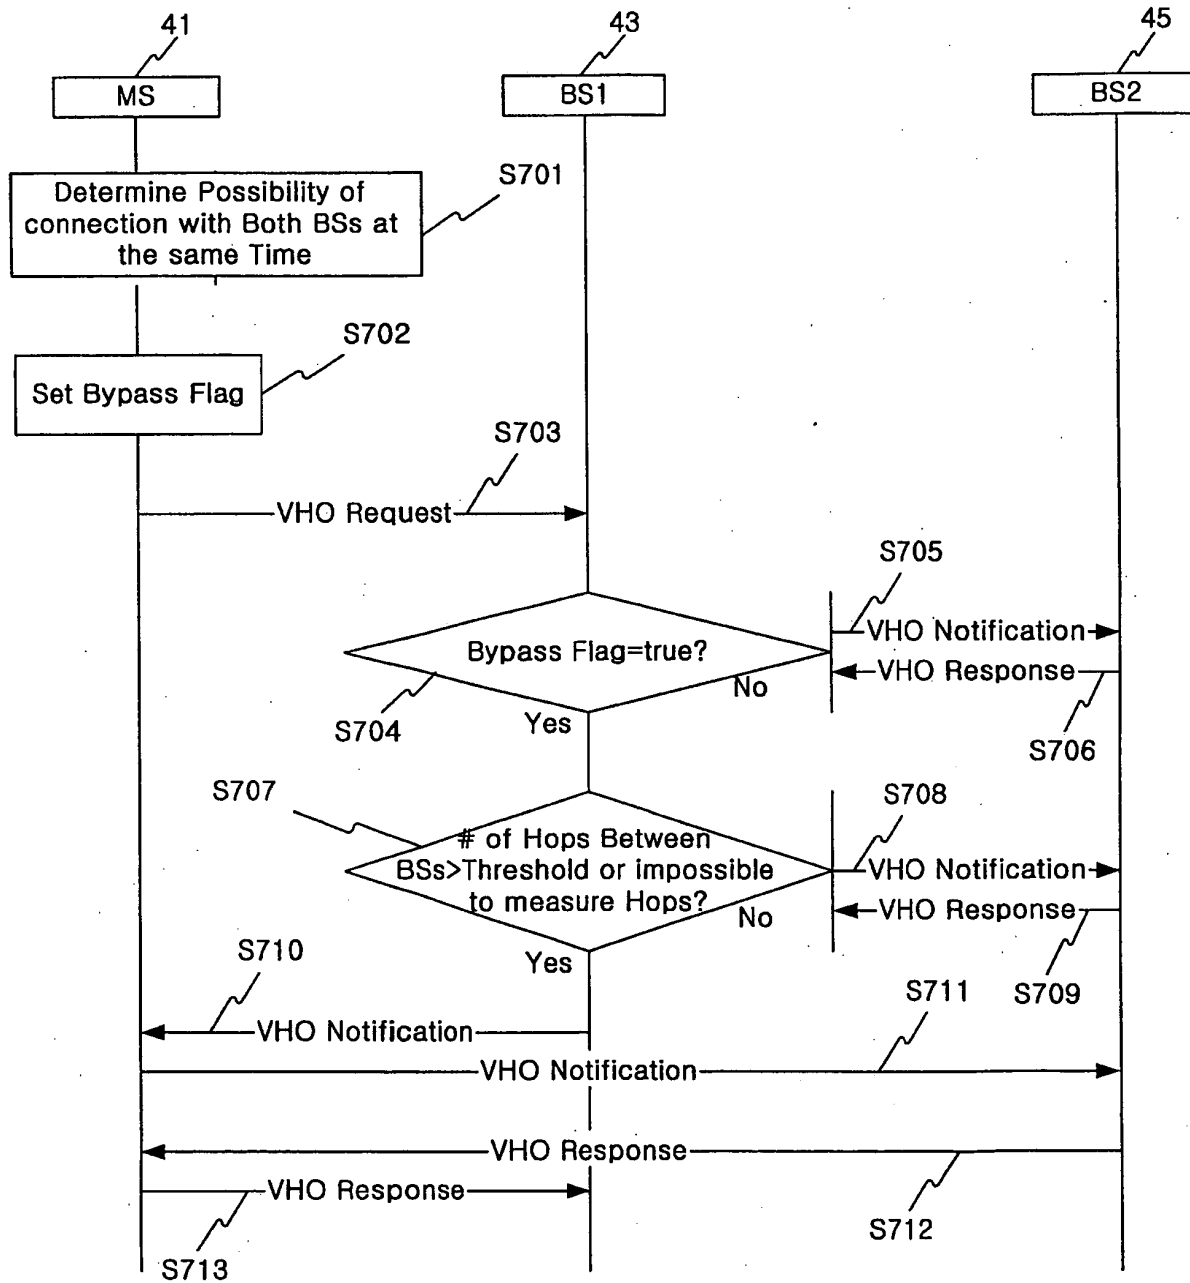 41
43
45
MS
BS1
BS2
S701
Determine Possibility of
connection with Both BSs at
the same Time
S702
Set Bypass Flag
S703
VHO Request
S705
VHO Notification
Bypass Flag=true?
VHO Response
No
S704
Yes
S706
S707
S708
# of Hops Between
BSs>Threshold or impossible
to measure Hops?
VHO Notification
VHO Response
No
Yes
S709
S710
S711
VHO Notification
VHO Notification
VHO Response
VHO Response
S712
S713